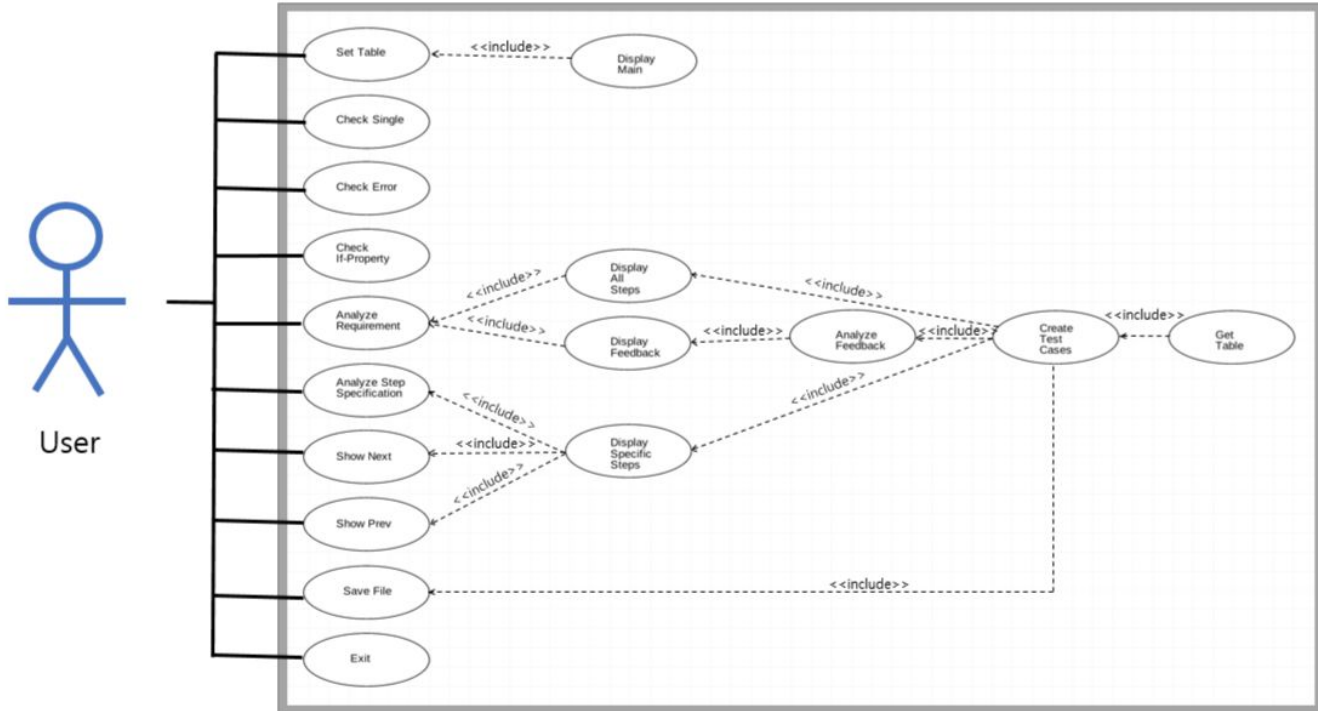 Set Table
<<include>>
Display
Main
Check Single
Check Error
Check
If-Property
Display
All
Steps
<<include>>
<<include>>
Analyze
Requirement
<<include>>
Display
Feedback
<<include>>
Analyze
Feedback
<<include>>
Create
Test
Cases
<<include>>
Get
Table
Analyze Step
Specification
<<include>>
<<include>>
Show Next
<<include>>
Display
Specific
Steps
<<include>>
Show Prev
Save File
<<include>>
Exit
User